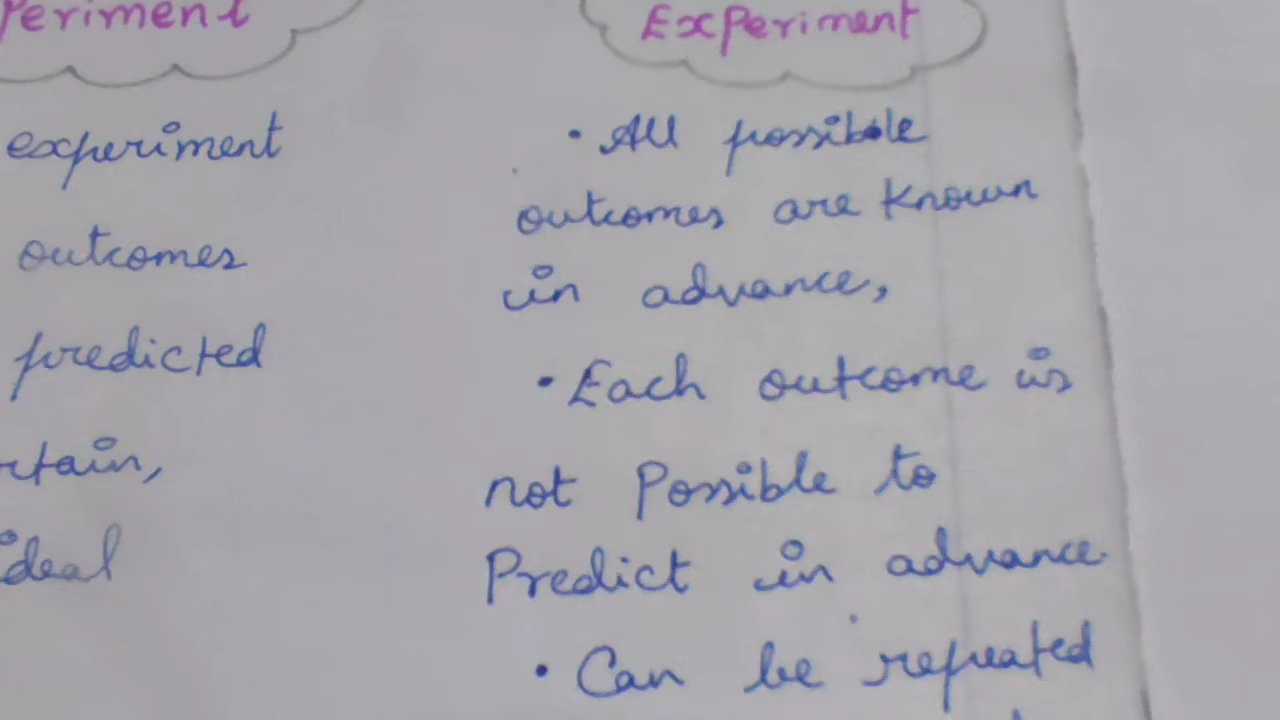 periment
experiment
outcomes
predicted
rtain,
ideal
Experiment
• All possible
outcomes are known
in advance,
• Each outcome is
not Possible to
Predict in advance.
• Can be repeated